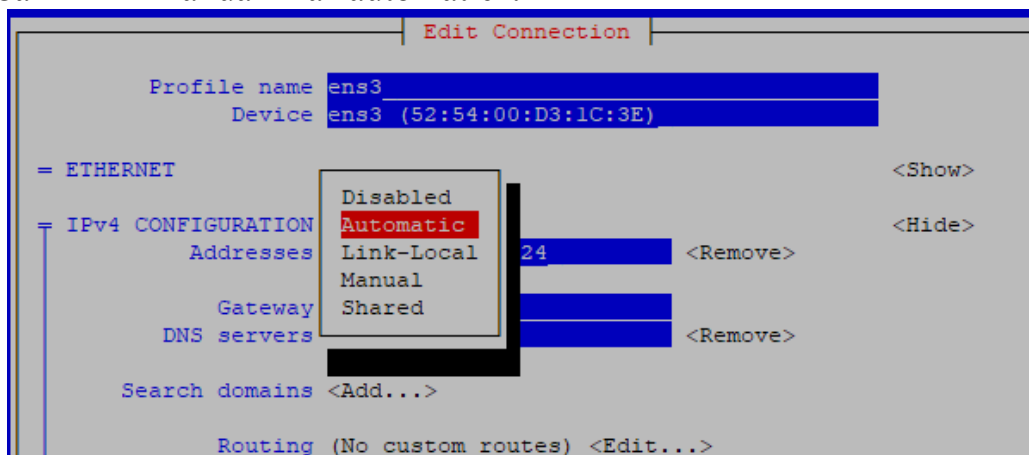 Edit Connection
Profile name ens3
Device ens3 (52:54:00:D3:1C:3E)
= ETHERNET <Show>
Disabled
= IPv4 CONFIGURATION Automatic <Hide>
Addresses Link-Local 24 <Remove>
Manual
Gateway Shared
DNS servers <Remove>
Search domains <Add...>
Routing (No custom routes) <Edit...>